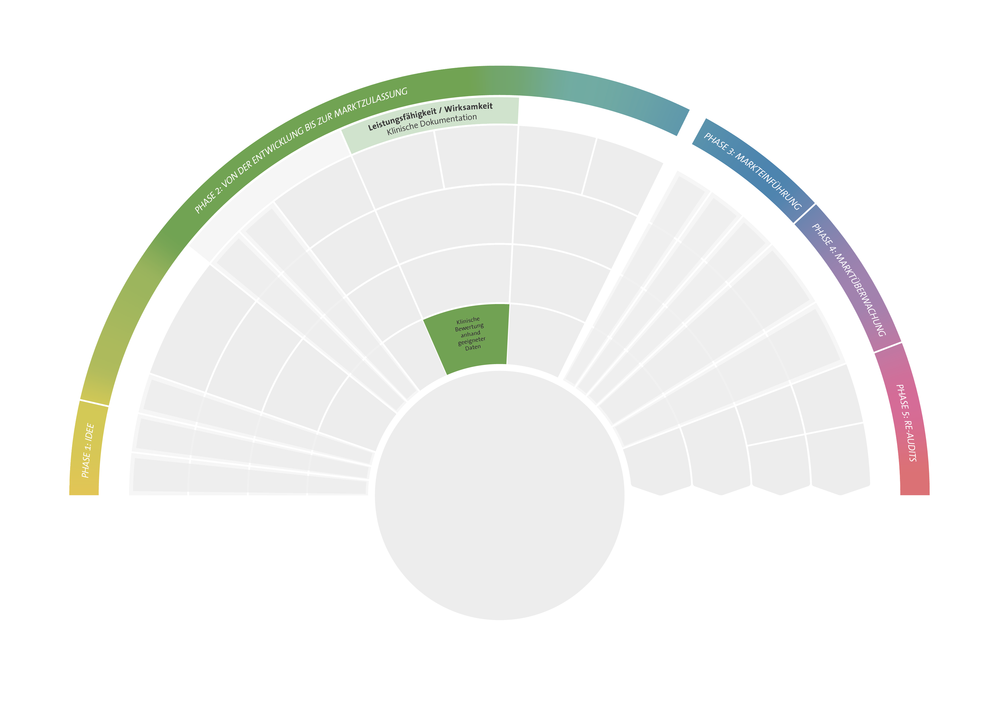 PHASE 1: IDEE
PHASE 2: VON DER ENTWICKLUNG BIS ZUR MARKTZULASSUNG
Leistungsfähigkeit / Wirksamkeit
Klinische Dokumentation
Klinische
Bewertung
anhand
geeigneter
Daten
PHASE 3: MARKTEINFÜHRUNG
PHASE 4: MARKTÜBERWACHUNG
PHASE 5: RE-AUDITS